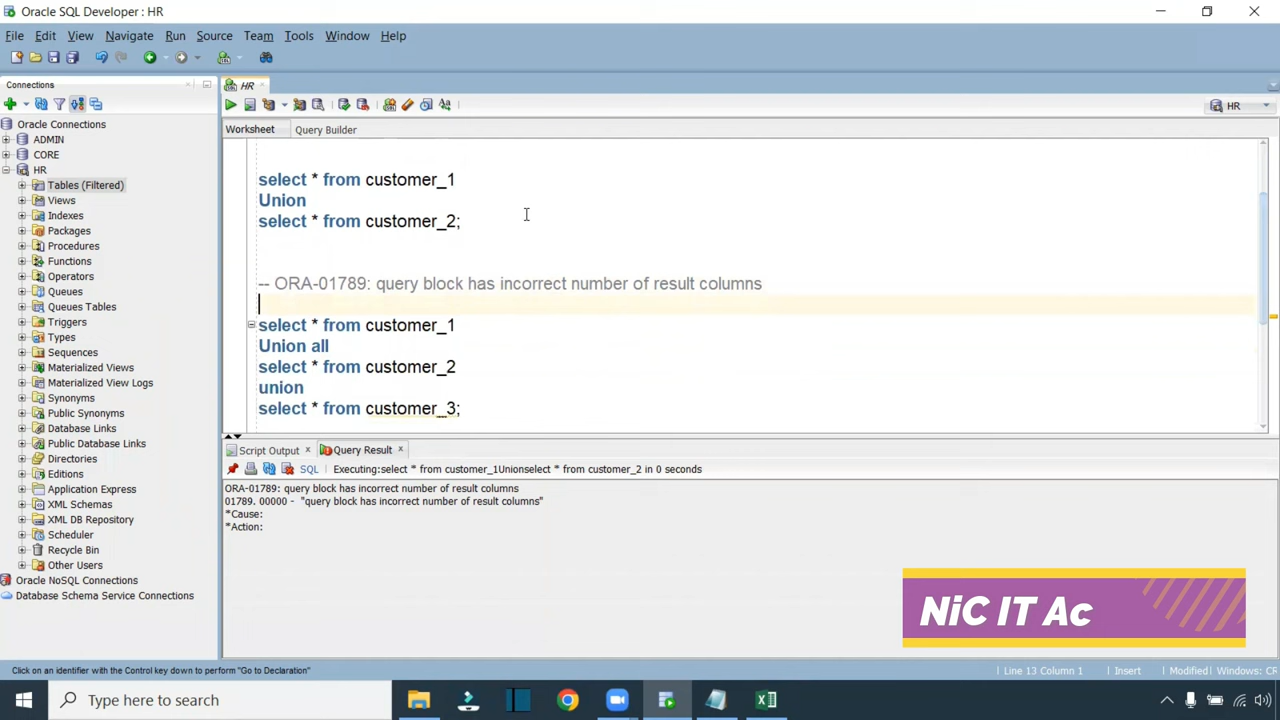 Oracle SQL Developer : HR
File Edit View Navigate Run Source Team Tools Window Help
Connections
HR
HR
Worksheet Query Builder
Oracle Connections
ADMIN
CORE
HR
Tables (Filtered)
Views
Indexes
Packages
Procedures
Functions
Operators
Queues
Queues Tables
Triggers
Types
Sequences
Materialized Views
Materialized View Logs
Synonyms
Public Synonyms
Database Links
Public Database Links
Directories
Editions
Application Express
XML Schemas
XML DB Repository
Scheduler
Recycle Bin
Other Users
Oracle NoSQL Connections
Database Schema Service Connections
select * from customer_1
Union
select * from customer_2;
-- ORA-01789: query block has incorrect number of result columns
select * from customer_1
Union all
select * from customer_2
union
select * from customer_3;
Script Output Query Result
SQL Executing:select * from customer_1Unionselect * from customer_2 in 0 seconds
ORA-01789: query block has incorrect number of result columns
01789. 00000 - "query block has incorrect number of result columns"
*Cause:
*Action:
NiC IT Ac
Click on an identifier with the Control key down to perform "Go to Declaration"
Line 13 Column 1 Insert Modified Windows: CR
Type here to search